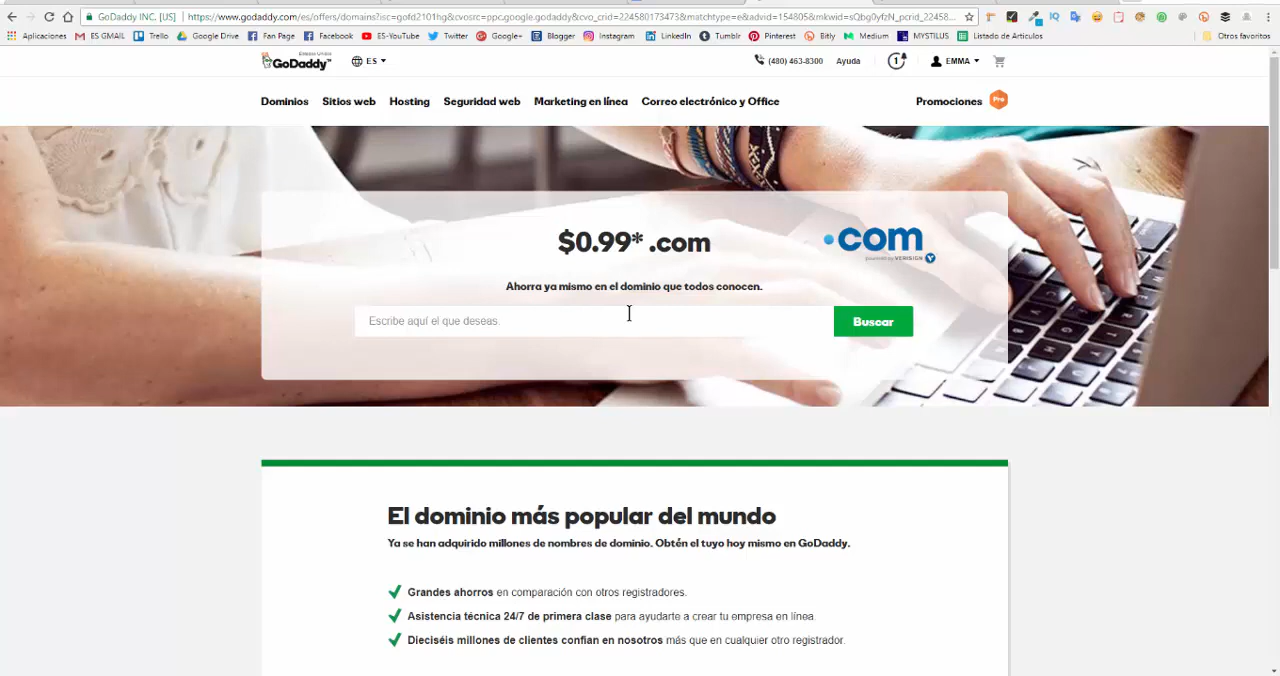 GoDaddy INC. [US] https://www.godaddy.com/es/offers/domains?isc=gofd2101hg&cvosrc=ppc.google.godaddy&cvo_crid=224580173473&matchtype=e&advid=154805&mkwid=sQbg0yfzN_pcrid_22458...
Aplicaciones ES GMAIL Trello Google Drive Fan Page Facebook ES-YouTube Twitter Google+ Blogger Instagram LinkedIn Tumblr Pinterest Bitly Medium MYSTILUS Listado de Articulos Otros favoritos
GoDaddy™ ES (480) 463-8300 Ayuda 1 EMMA
Dominios Sitios web Hosting Seguridad web Marketing en línea Correo electrónico y Office Promociones Pro
$0.99* .com
.com
powered by VERISIGN
Ahorra ya mismo en el dominio que todos conocen.
Escribe aquí el que deseas. Buscar
El dominio más popular del mundo
Ya se han adquirido millones de nombres de dominio. Obtén el tuyo hoy mismo en GoDaddy.
Grandes ahorros en comparación con otros registradores.
Asistencia técnica 24/7 de primera clase para ayudarte a crear tu empresa en línea.
Dieciséis millones de clientes confían en nosotros más que en cualquier otro registrador.